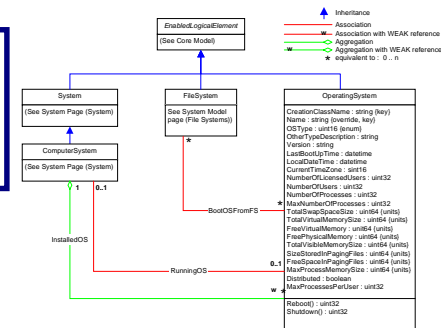 Inheritance
Association
w Association with WEAK reference
Aggregation
w Aggregation with WEAK reference
* equivalent to : 0 .. n
EnabledLogicalElement
(See Core Model)
System
(See System Page (System)
FileSystem
See System Model
page (File Systems))
ComputerSystem
(See System Page (System)
OperatingSystem
CreationClassName : string (key)
Name : string (override, key)
OSType : uint16 (enum)
OtherTypeDescription : string
Version : string
LastBootUpTime : datetime
LocalDateTime : datetime
CurrentTimeZone : sint16
NumberOfLicensedUsers : uint32
NumberOfUsers : uint32
NumberOfProcesses : uint32
MaxNumberOfProcesses : uint32
TotalSwapSpaceSize : uint64 (units)
TotalVirtualMemorySize : uint64 (units)
FreeVirtualMemory : unit64 (units)
FreePhysicalMemory : uint64 (units)
TotalVisibleMemorySize : uint64 (units)
SizeStoredInPagingFiles : uint64 (units)
FreeSpaceInPagingFiles : uint64 (units)
MaxProcessMemorySize : uint64 (units)
Distributed : boolean
MaxProcessesPerUser : uint32
Reboot() : uint32
Shutdown() : uint32
*
1
0..1
BootOSFromFS
*
InstalledOS
RunningOS
0..1
w
*